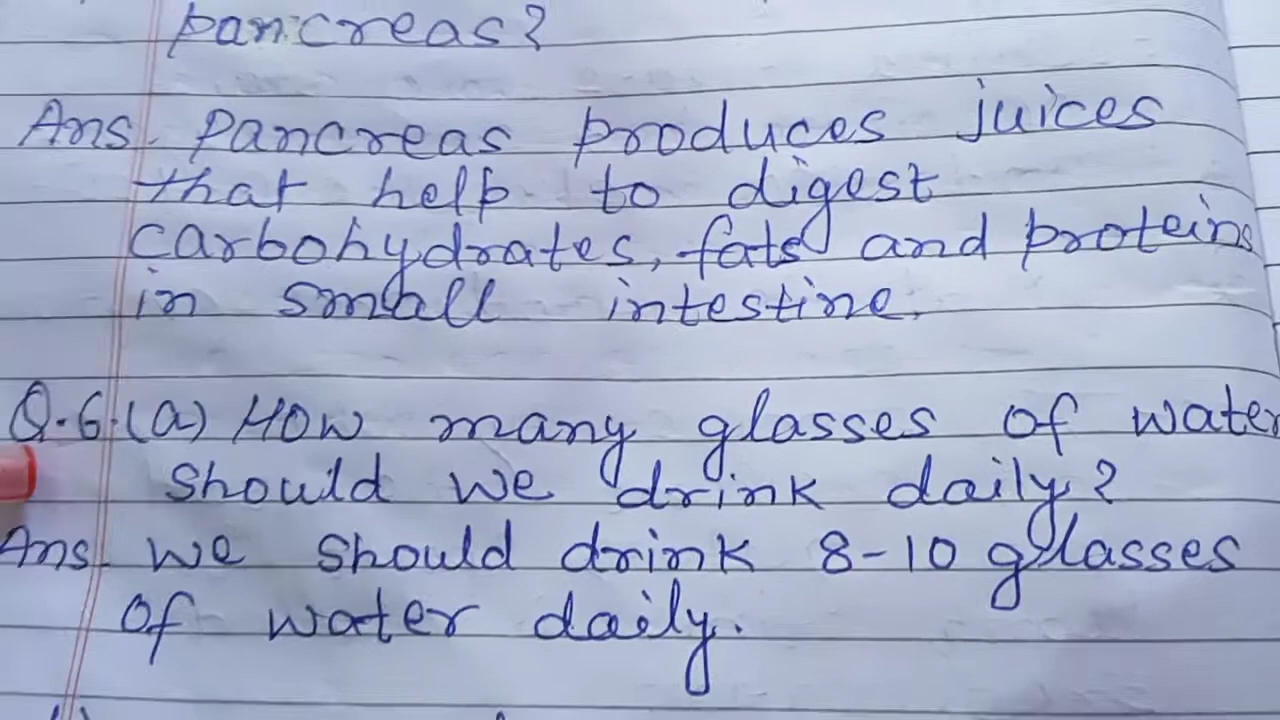 pancreas?
Ans. Pancreas produces juices
that help to digest
carbohydrates, fats and proteins
in small intestine.
Q.6.(a) How many glasses of water
should we drink daily?
Ans. We should drink 8-10 glasses
of water daily.